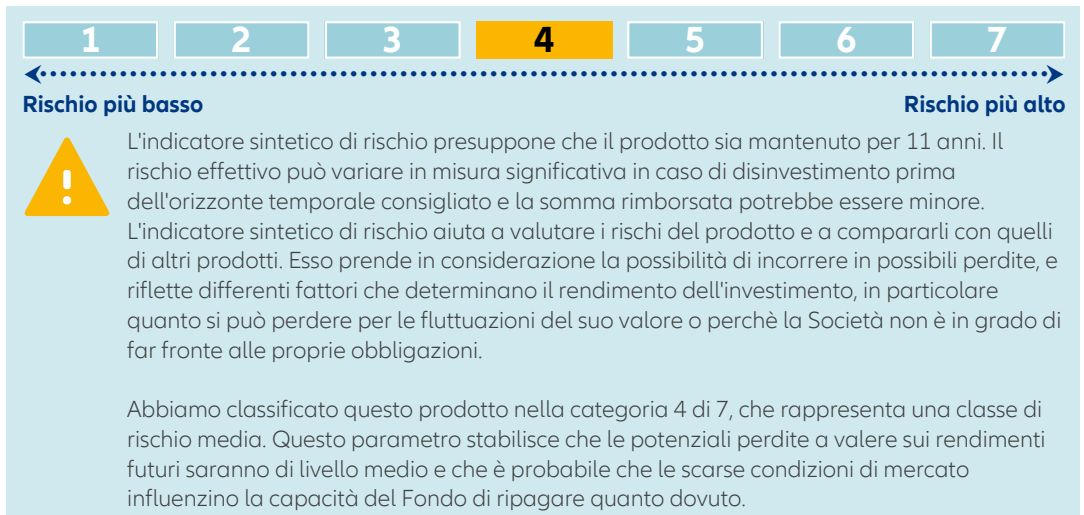 1 2 3 4 5 6 7
Rischio più basso Rischio più alto
L'indicatore sintetico di rischio presuppone che il prodotto sia mantenuto per 11 anni. Il
rischio effettivo può variare in misura significativa in caso di disinvestimento prima
dell'orizzonte temporale consigliato e la somma rimborsata potrebbe essere minore.
L'indicatore sintetico di rischio aiuta a valutare i rischi del prodotto e a compararli con quelli
di altri prodotti. Esso prende in considerazione la possibilità di incorrere in possibili perdite, e
riflette differenti fattori che determinano il rendimento dell'investimento, in particolare
quanto si può perdere per le fluttuazioni del suo valore o perchè la Società non è in grado di
far fronte alle proprie obbligazioni.
Abbiamo classificato questo prodotto nella categoria 4 di 7, che rappresenta una classe di
rischio media. Questo parametro stabilisce che le potenziali perdite a valere sui rendimenti
futuri saranno di livello medio e che è probabile che le scarse condizioni di mercato
influenzino la capacità del Fondo di ripagare quanto dovuto.